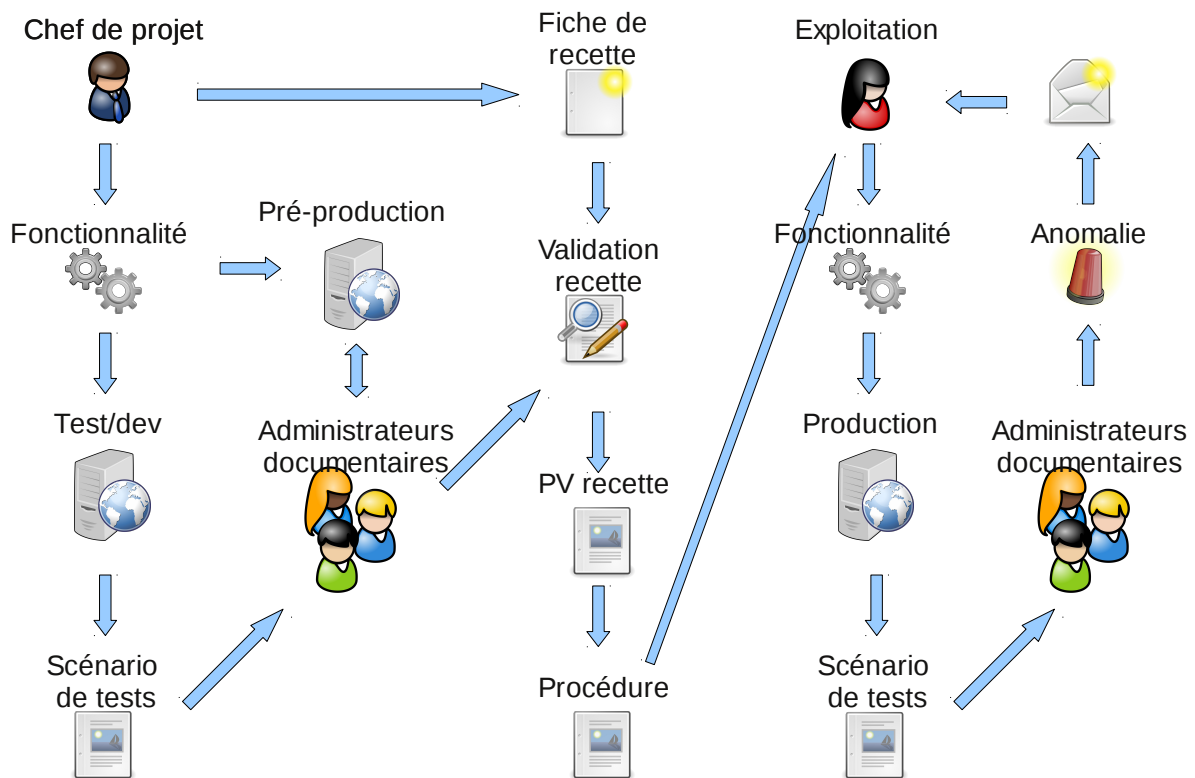 Chef de projet
Fiche de
recette
Exploitation
Fonctionnalité
Pré-production
Validation
recette
Fonctionnalité
Anomalie
Test/dev
Administrateurs
documentaires
PV recette
Production
Administrateurs
documentaires
Scénario
de tests
Procédure
Scénario
de tests